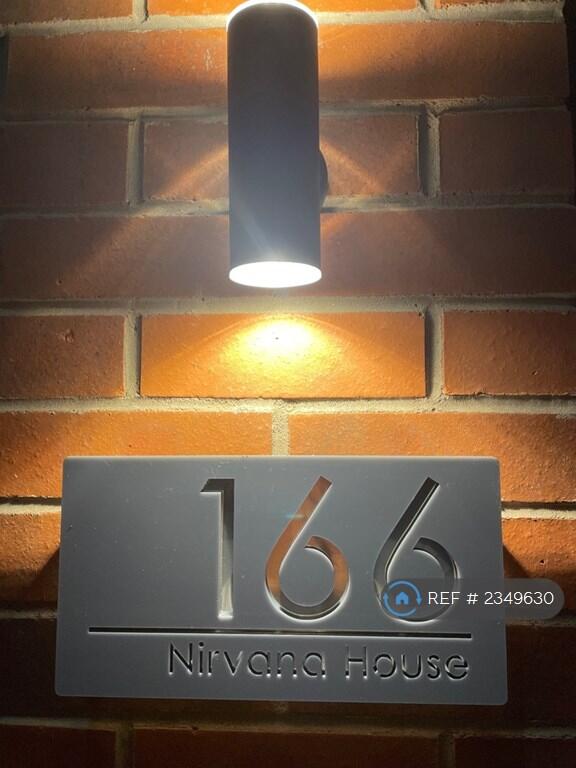 166
REF # 2349630
Nirvana House